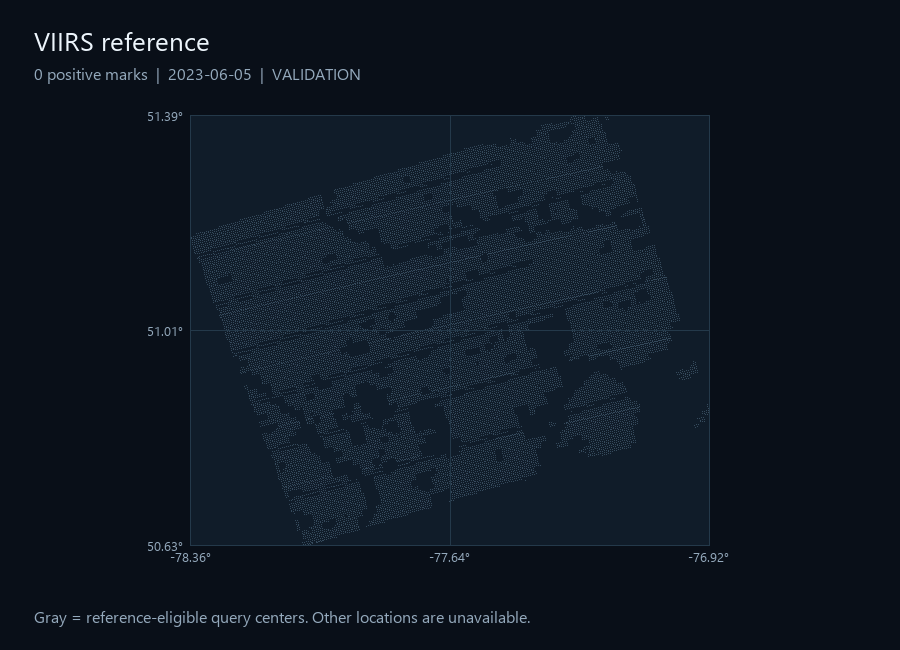 VIIRS reference
0 positive marks | 2023-06-05 | VALIDATION
51.39°
51.01°
50.63°
-78.36°
-77.64°
-76.92°
Gray = reference-eligible query centers. Other locations are unavailable.